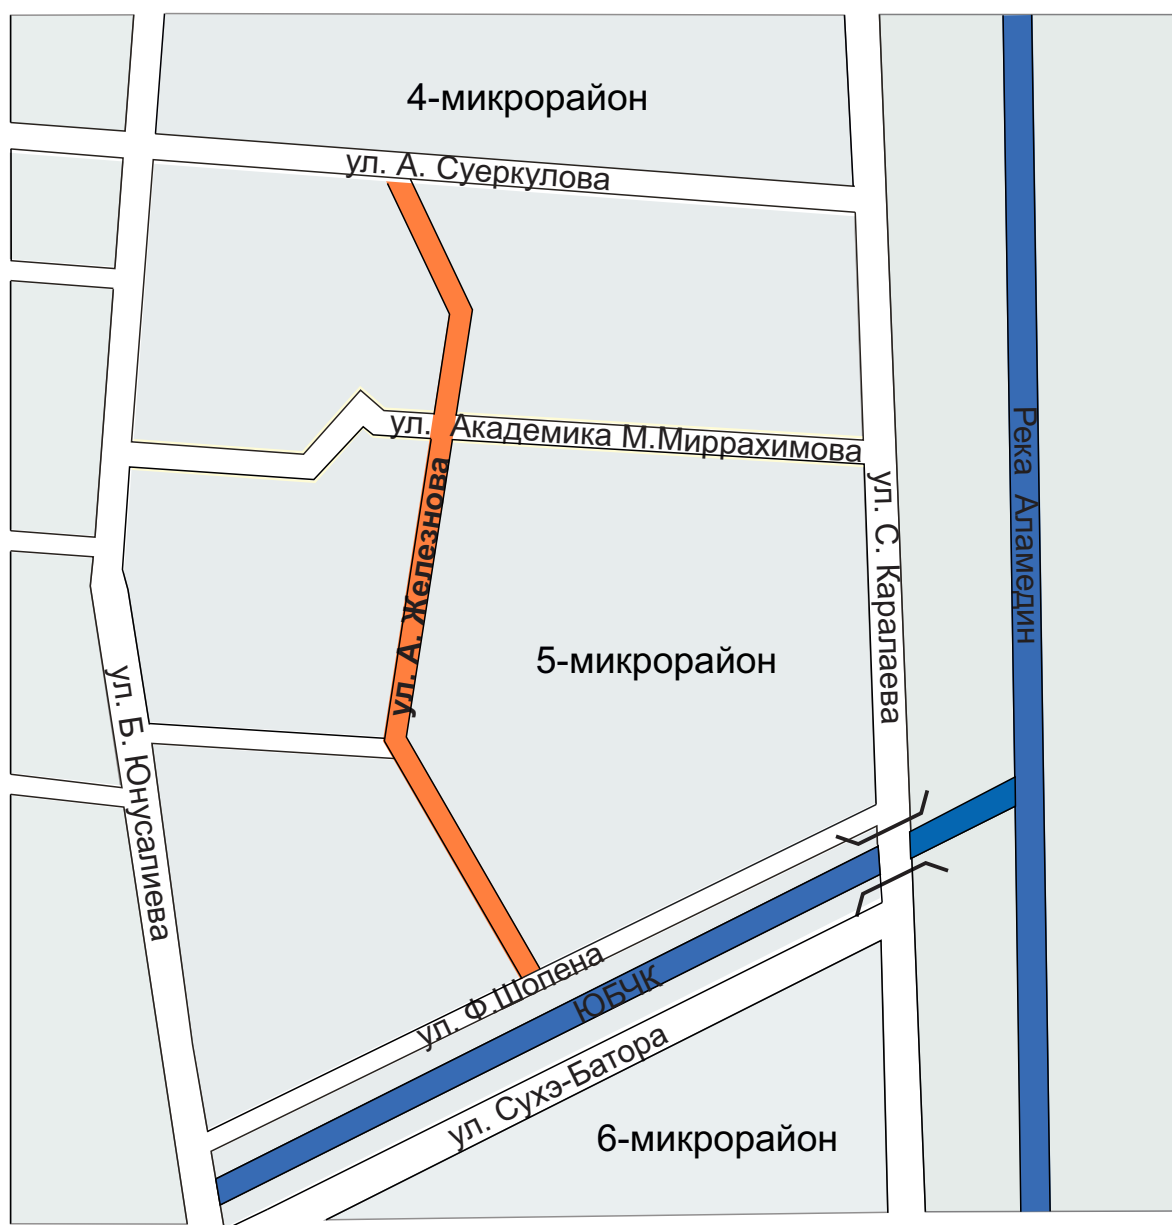 4-микрорайон
ул. А. Суеркулова
ул. Академика М.Миррахимова
Река Аламедин
ул. С. Каралаева
ул. А. Железнова
5-микрорайон
ул. Б. Юнусалиева
ул. Ф.Шопена
ЮБЧК
ул. Сухэ-Батора
6-микрорайон